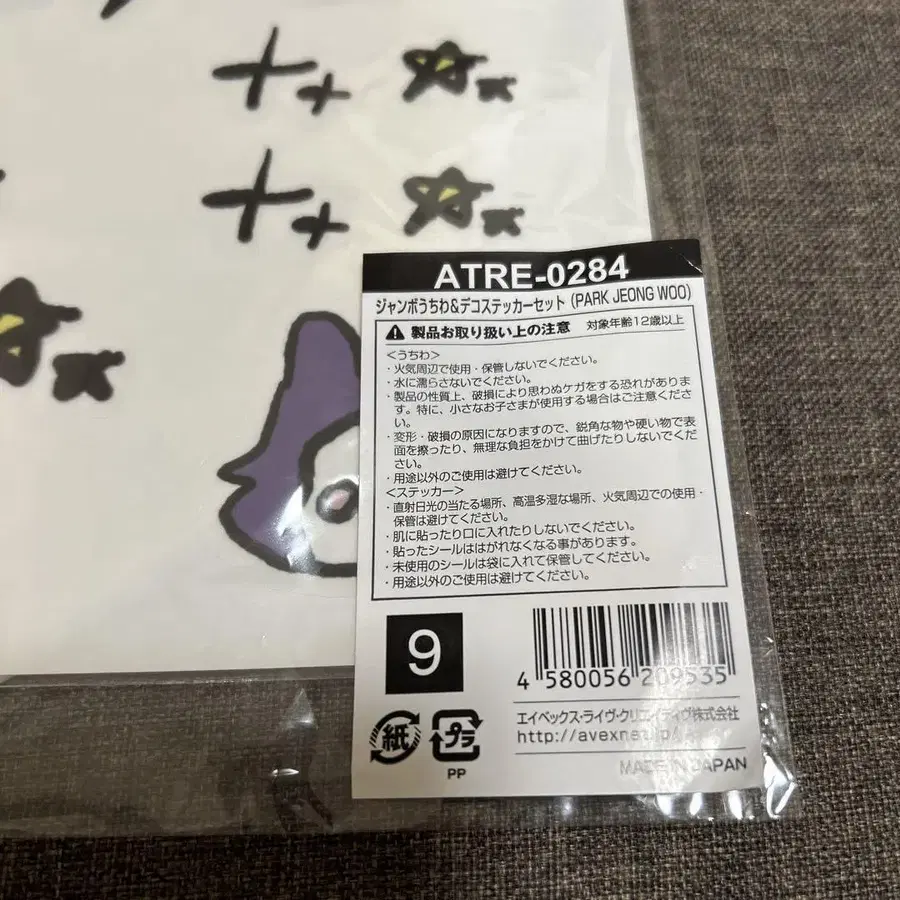 ATRE-0284
ジャンボうちわ&デコステッカーセット (PARK JEONG WOO)
製品お取り扱い上の注意 対象年齢12歳以上
<うちわ>
・火気周辺で使用・保管しないでください。
・水に濡らさないでください。
・製品の性質上、破損により思わぬケガをする恐れがありま
す。特に、小さなお子さまが使用する場合はご注意くださ
い。
・変形・破損の原因になりますので、鋭角な物や硬い物で表
面を擦ったり、無理な負担をかけて曲げたりしないでくだ
さい。
・用途以外のご使用は避けてください。
<ステッカー>
・直射日光の当たる場所、高温多湿な場所、火気周辺での使用・
保管は避けてください。
・肌に貼ったり口に入れたりしないでください。
・貼ったシールははがれなくなる事があります。
・未使用のシールは袋に入れて保管してください。
・用途以外のご使用は避けてください。
9
4 580056 209535
エイベックス・ライヴ・クリエイティヴ株式会社
http://avexnet.jp/
紙 プラ
PP
MADE IN JAPAN